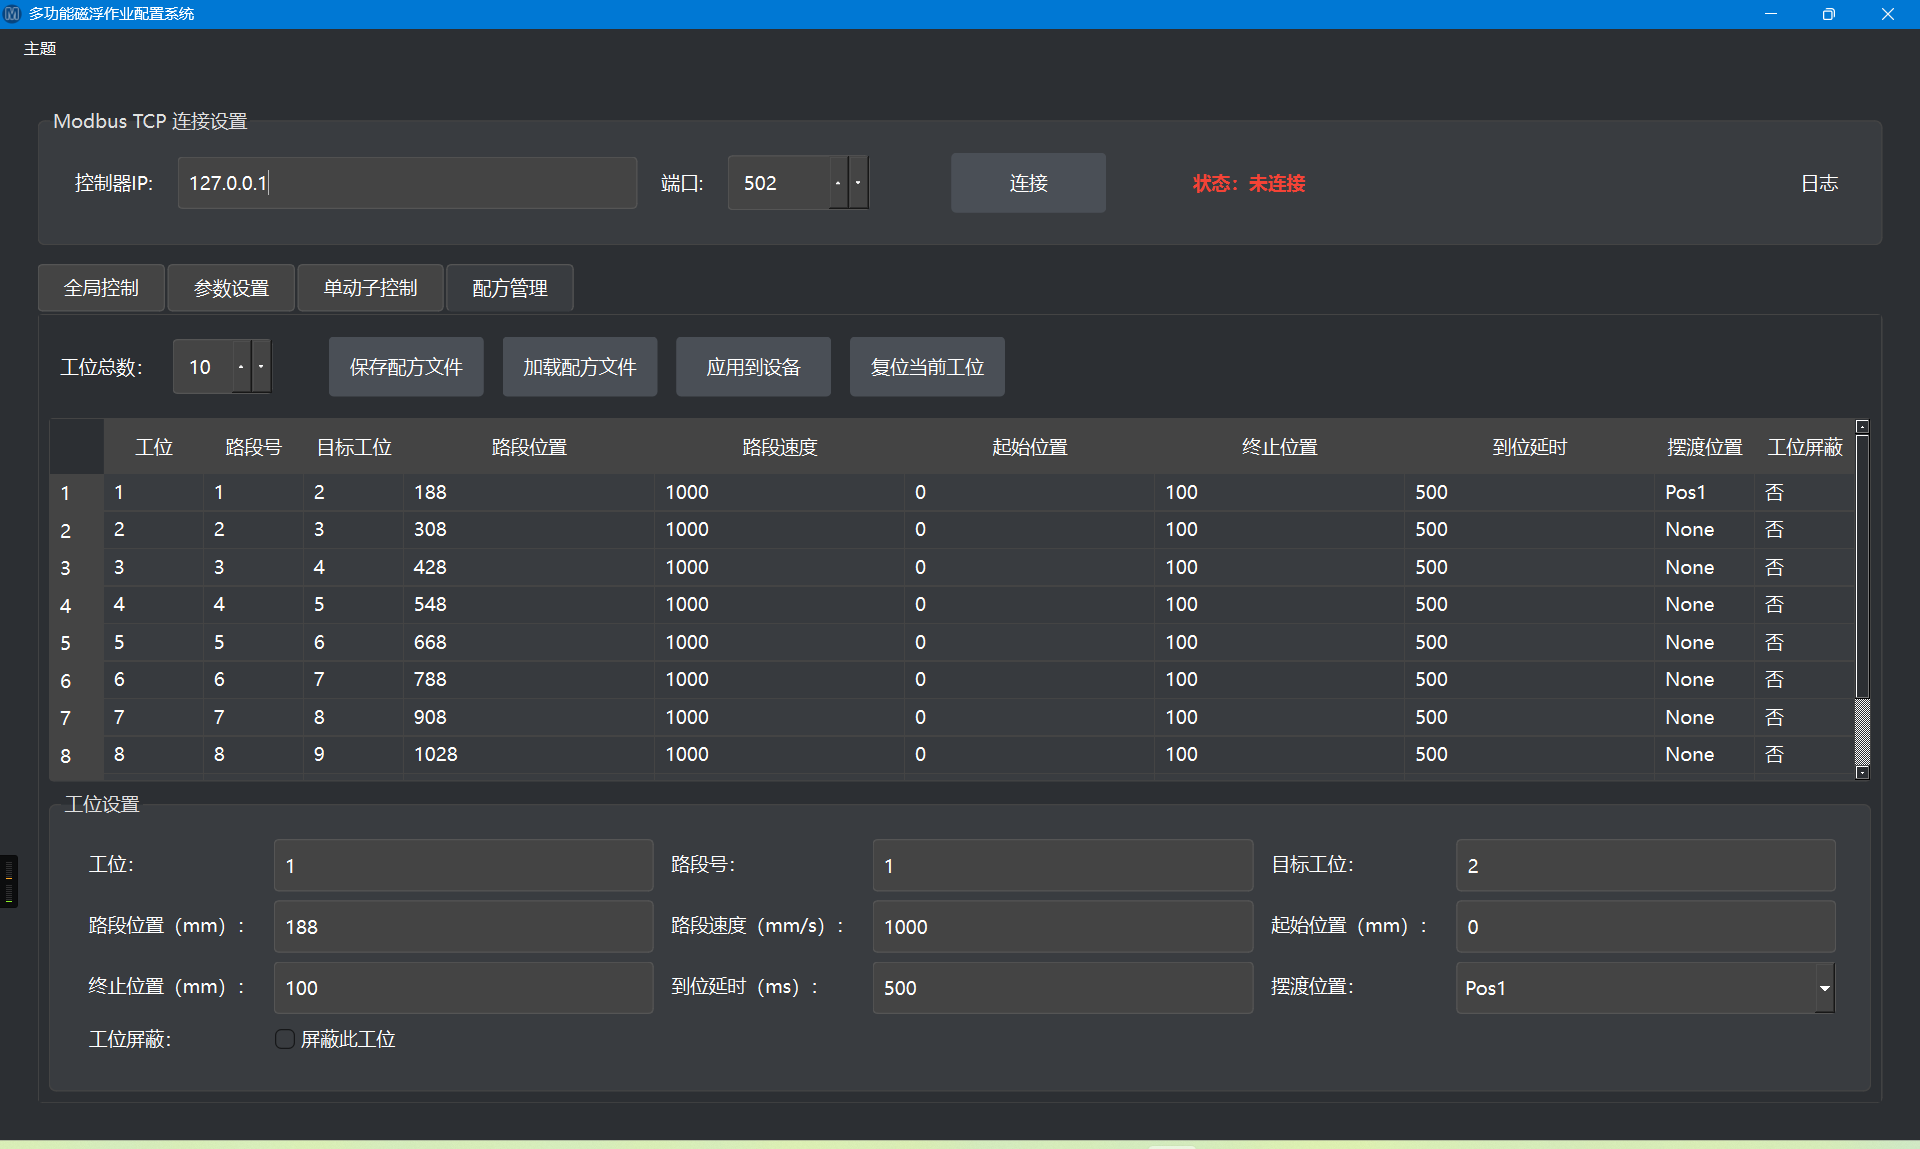 多功能磁浮作业配置系统
主题
Modbus TCP 连接设置
控制器IP: 127.0.0.1 端口: 502 连接 状态：未连接 日志
全局控制 参数设置 单动子控制 配方管理
工位总数: 10 保存配方文件 加载配方文件 应用到设备 复位当前工位
工位 路段号 目标工位 路段位置 路段速度 起始位置 终止位置 到位延时 摆渡位置 工位屏蔽
1 1 1 2 188 1000 0 100 500 Pos1 否
2 2 2 3 308 1000 0 100 500 None 否
3 3 3 4 428 1000 0 100 500 None 否
4 4 4 5 548 1000 0 100 500 None 否
5 5 5 6 668 1000 0 100 500 None 否
6 6 6 7 788 1000 0 100 500 None 否
7 7 7 8 908 1000 0 100 500 None 否
8 8 8 9 1028 1000 0 100 500 None 否
工位设置
工位: 1 路段号: 1 目标工位: 2
路段位置（mm）: 188 路段速度（mm/s）: 1000 起始位置（mm）: 0
终止位置（mm）: 100 到位延时（ms）: 500 摆渡位置: Pos1
工位屏蔽: 屏蔽此工位